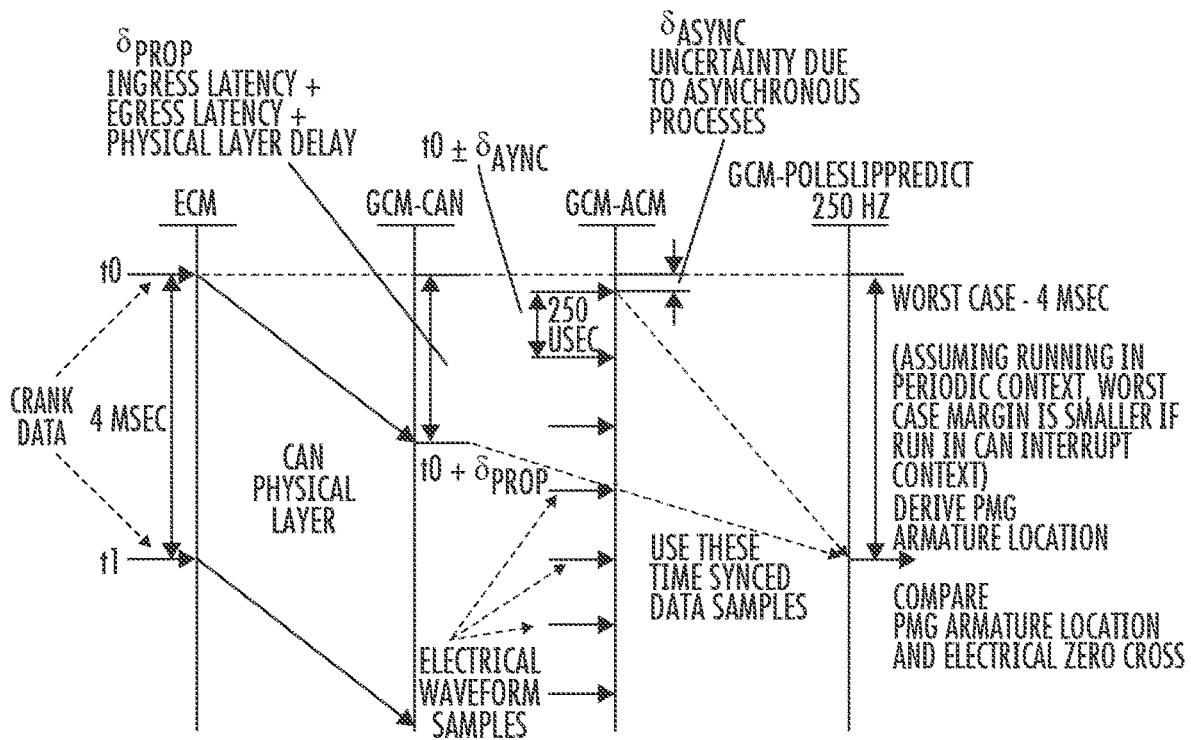 δPROP
INGRESS LATENCY +
EGRESS LATENCY +
PHYSICAL LAYER DELAY
t0 ± δAYNC
δASYNC
UNCERTAINTY DUE
TO ASYNCHRONOUS
PROCESSES
ECM
GCM-CAN
GCM-ACM
GCM-POLESLIPPREDICT
250 HZ
t0
250
USEC
WORST CASE - 4 MSEC
(ASSUMING RUNNING IN
PERIODIC CONTEXT, WORST
CASE MARGIN IS SMALLER IF
RUN IN CAN INTERRUPT
CONTEXT)
DERIVE PMG
ARMATURE LOCATION
CRANK
DATA
4 MSEC
CAN
PHYSICAL
LAYER
t0 + δPROP
t1
USE THESE
TIME SYNCED
DATA SAMPLES
COMPARE
PMG ARMATURE LOCATION
AND ELECTRICAL ZERO CROSS
ELECTRICAL
WAVEFORM
SAMPLES